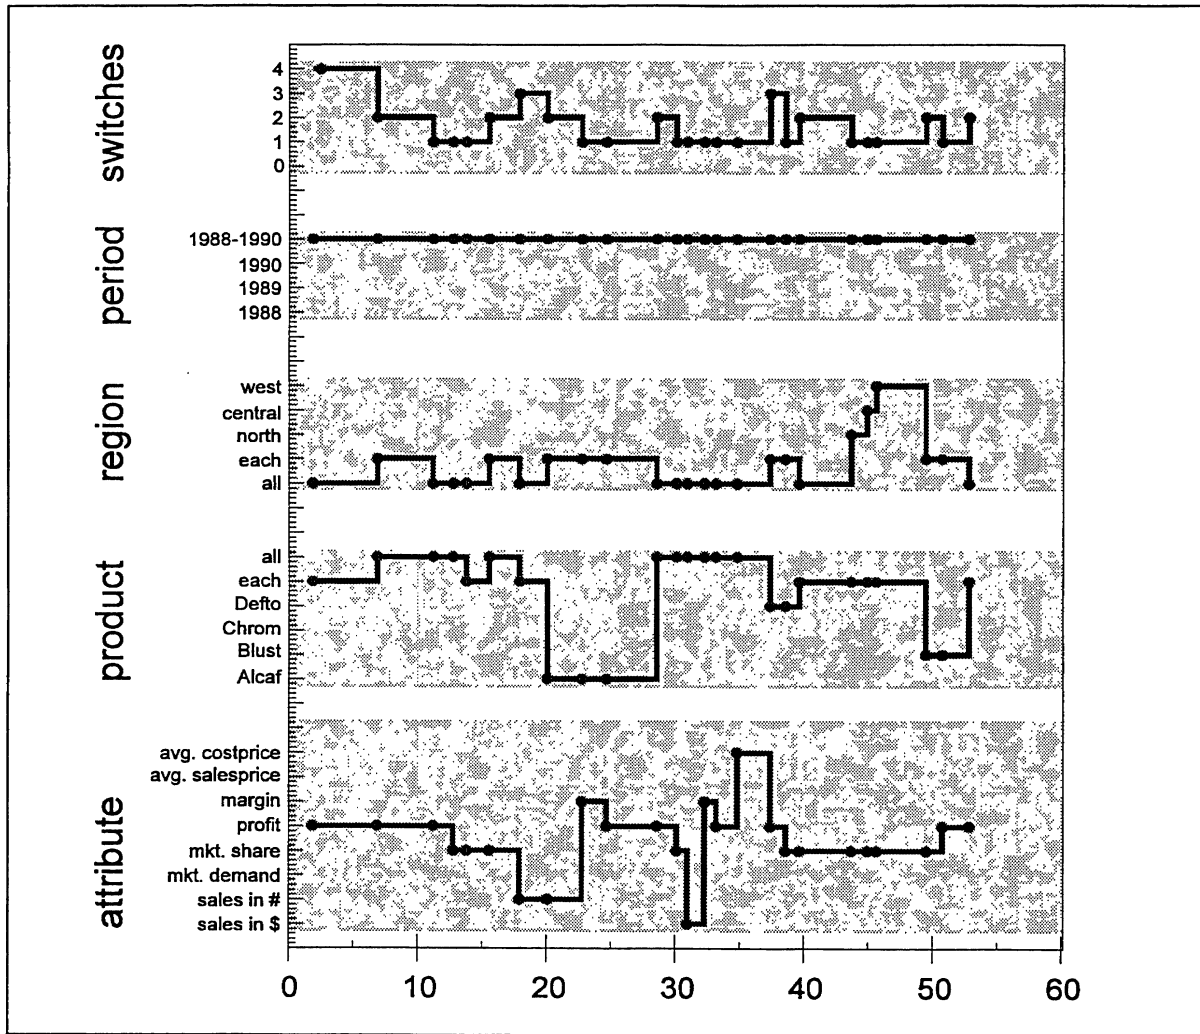 switches
4
3
2
1
0
period
1988-1990
1990
1989
1988
region
west
central
north
each
all
product
all
each
Defto
Chrom
Blust
Alcaf
attribute
avg. costprice
avg. salesprice
margin
profit
mkt. share
mkt. demand
sales in #
sales in $
0 10 20 30 40 50 60